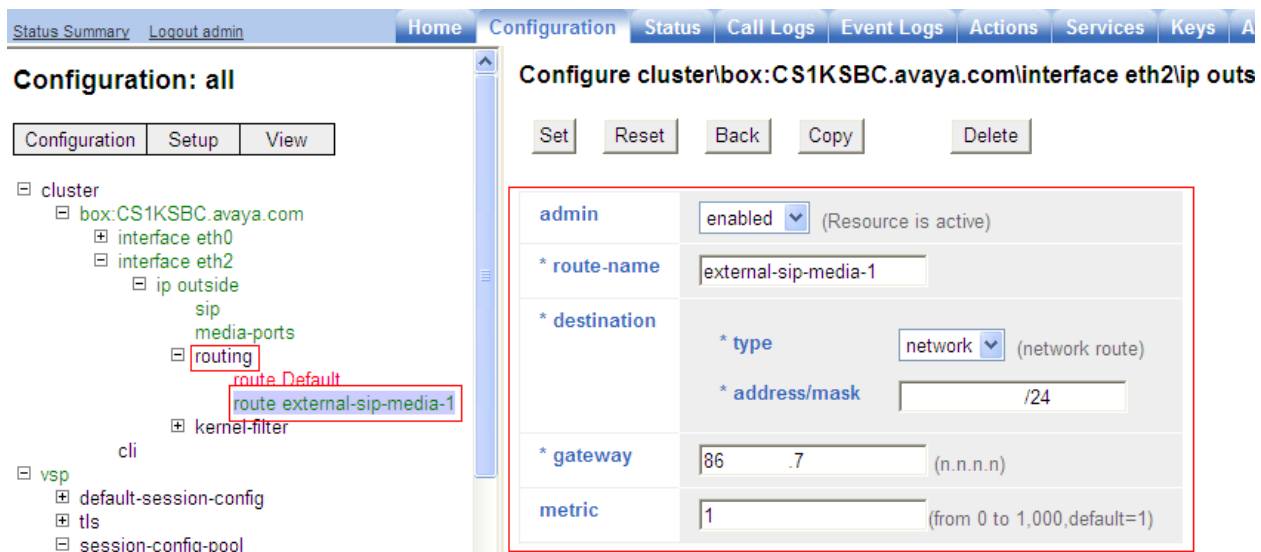 Status Summary Logout admin Home Configuration Status Call Logs Event Logs Actions Services Keys A
Configuration: all
Configuration Setup View
cluster
box:CS1KSBC.avaya.com
interface eth0
interface eth2
ip outside
sip
media-ports
routing
route Default
route external-sip-media-1
kernel-filter
cli
vsp
default-session-config
tls
session-config-pool
Configure cluster\box:CS1KSBC.avaya.com\interface eth2\ip outs
Set Reset Back Copy Delete
admin enabled (Resource is active)
* route-name external-sip-media-1
* destination
* type network (network route)
* address/mask /24
* gateway 86 .7 (n.n.n.n)
metric 1 (from 0 to 1,000,default=1)